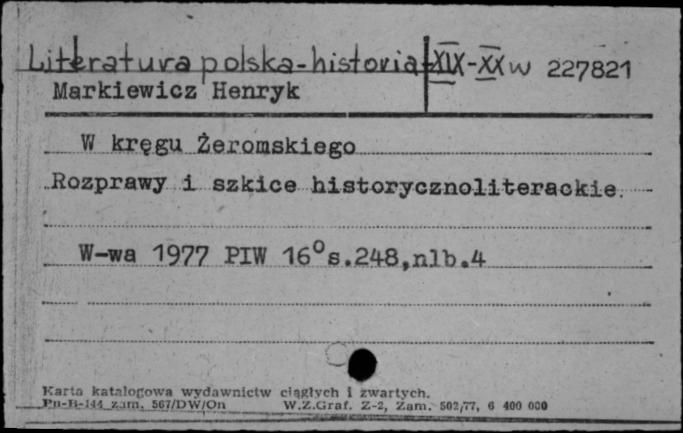 Literatura polska-historia XIX-XX w 227821
Markiewicz Henryk
W kręgu Żeromskiego
Rozprawy i szkice historycznoliterackie.
W-wa 1977 PIW 16° s.248,nlb.4
Karta katalogowa wydawnictw ciągłych i zwartych.
Pu-B-144 zam. 567/DW/On W.Z.Graf. Z-2, Zam. 502/77, 6 400 000